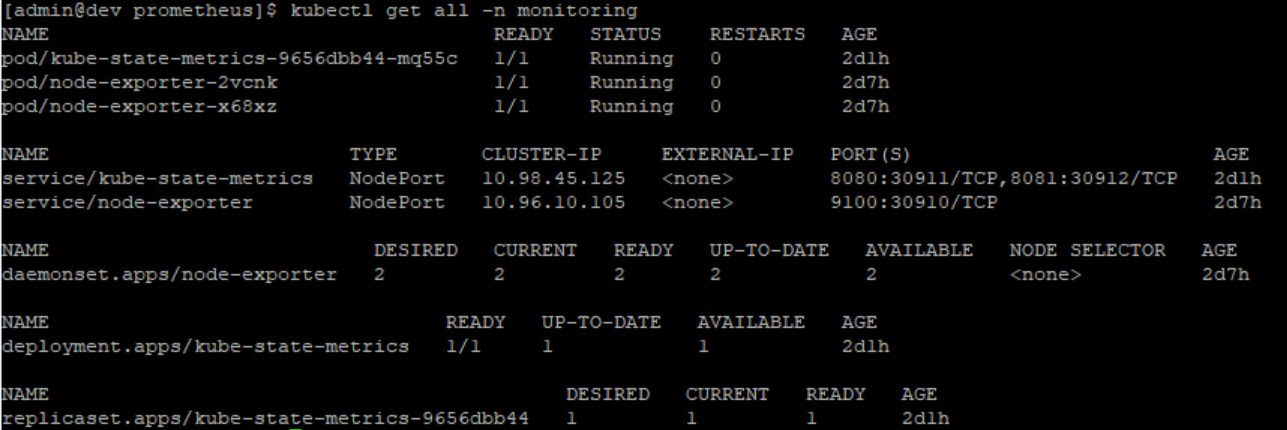 [admin@dev prometheus]$ kubectl get all -n monitoring
NAME READY STATUS RESTARTS AGE
pod/kube-state-metrics-9656dbb44-mq55c 1/1 Running 0 2d1h
pod/node-exporter-2vcnk 1/1 Running 0 2d7h
pod/node-exporter-x68xz 1/1 Running 0 2d7h
NAME TYPE CLUSTER-IP EXTERNAL-IP PORT(S) AGE
service/kube-state-metrics NodePort 10.98.45.125 <none> 8080:30911/TCP,8081:30912/TCP 2d1h
service/node-exporter NodePort 10.96.10.105 <none> 9100:30910/TCP 2d7h
NAME DESIRED CURRENT READY UP-TO-DATE AVAILABLE NODE SELECTOR AGE
daemonset.apps/node-exporter 2 2 2 2 2 <none> 2d7h
NAME READY UP-TO-DATE AVAILABLE AGE
deployment.apps/kube-state-metrics 1/1 1 1 2d1h
NAME DESIRED CURRENT READY AGE
replicaset.apps/kube-state-metrics-9656dbb44 1 1 1 2d1h